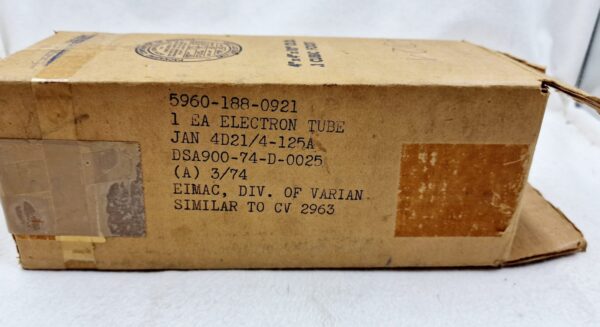 5960-188-0921
1 EA ELECTRON TUBE
JAN 4D21/4-125A
DSA900-74-D-0025
(A) 3/74
EIMAC, DIV. OF VARIAN
SIMILAR TO CV 2963